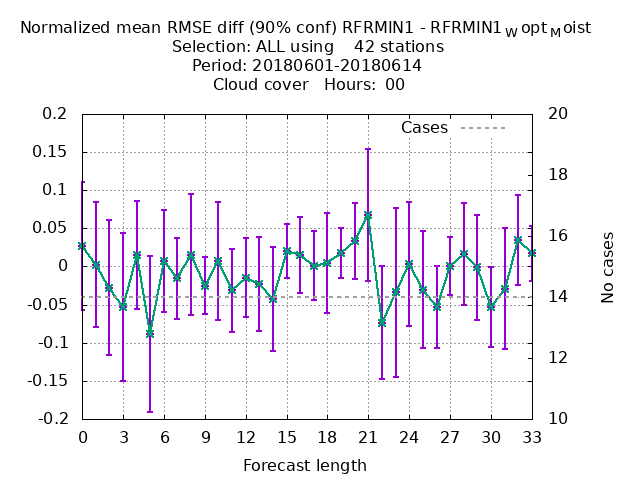 Normalized mean RMSE diff (90% conf) RFRMIN1 - RFRMIN1WoptMoist
Selection: ALL using    42 stations
Period: 20180601-20180614
Cloud cover   Hours:  00
0.2
0.15
0.1
0.05
0
-0.05
-0.1
-0.15
-0.2
Cases
20
18
16
14
12
10
No cases
0 3 6 9 12 15 18 21 24 27 30 33
Forecast length